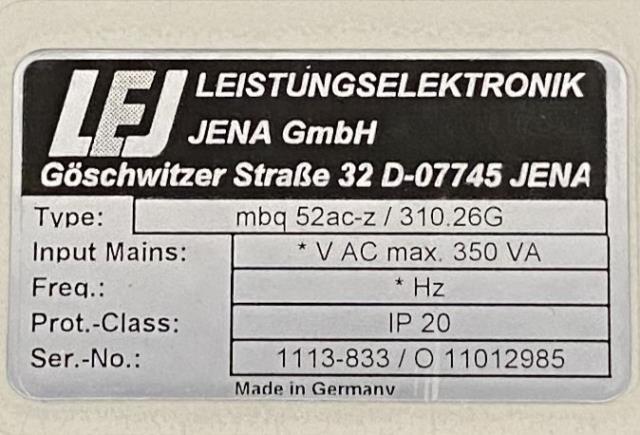 LEJ LEISTUNGSELEKTRONIK
JENA GmbH
Göschwitzer Straße 32 D-07745 JENA
Type: mbq 52ac-z / 310.26G
Input Mains: * V AC max. 350 VA
Freq.: * Hz
Prot.-Class: IP 20
Ser.-No.: 1113-833 / O 11012985
Made in Germany